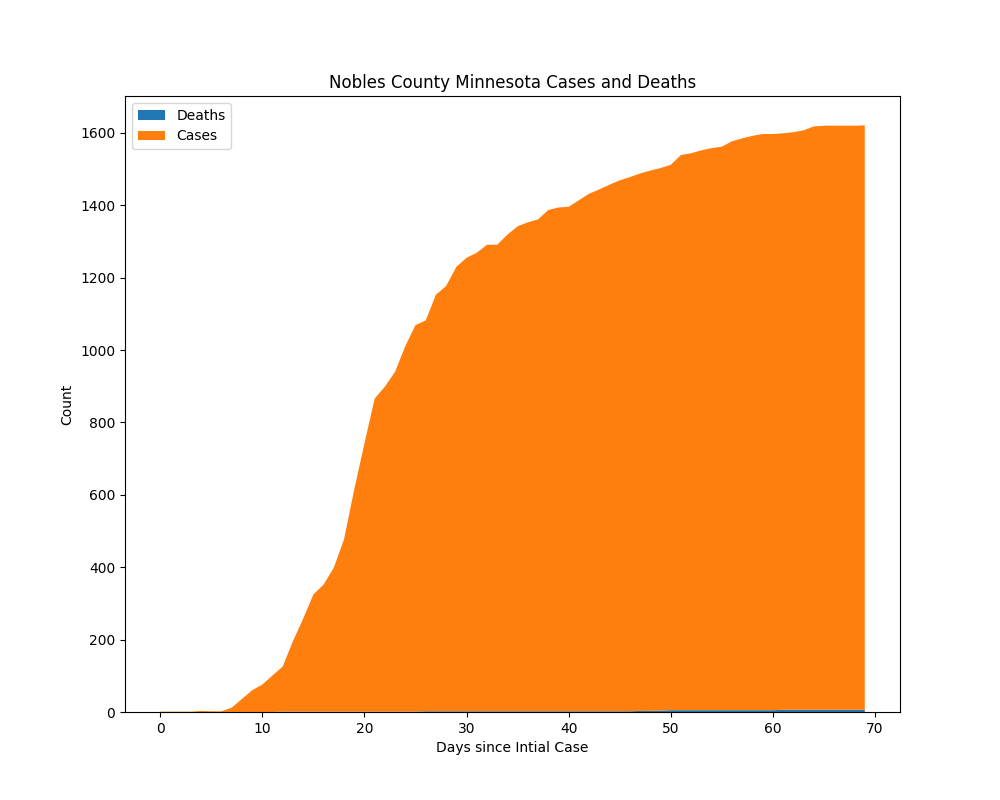 Nobles County Minnesota Cases and Deaths
Deaths
Cases
1600
1400
1200
1000
800
600
400
200
0
Count
0 10 20 30 40 50 60 70
Days since Intial Case